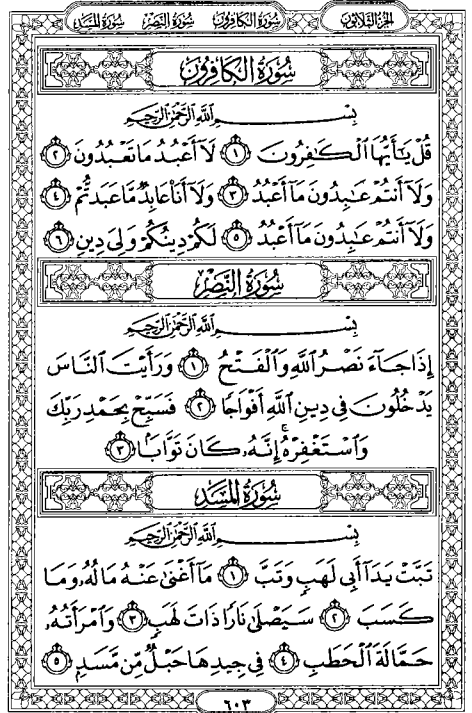 الجزء الثلاثون سورة الكافرون سورة النصر سورة المسد
سُورَةُ الكَافِرُونَ
بِسْمِ اللَّهِ الرَّحْمَٰنِ الرَّحِيمِ
قُلْ يَٰٓأَيُّهَا ٱلْكَٰفِرُونَ ١ لَآ أَعْبُدُ مَا تَعْبُدُونَ ٢
وَلَآ أَنتُمْ عَٰبِدُونَ مَآ أَعْبُدُ ٣ وَلَآ أَنَا۠ عَابِدٌ مَّا عَبَدتُّمْ ٤
وَلَآ أَنتُمْ عَٰبِدُونَ مَآ أَعْبُدُ ٥ لَكُمْ دِينُكُمْ وَلِىَ دِينِ ٦
سُورَةُ النَّصْرِ
بِسْمِ اللَّهِ الرَّحْمَٰنِ الرَّحِيمِ
إِذَا جَآءَ نَصْرُ ٱللَّهِ وَٱلْفَتْحُ ١ وَرَأَيْتَ ٱلنَّاسَ
يَدْخُلُونَ فِى دِينِ ٱللَّهِ أَفْوَاجًا ٢ فَسَبِّحْ بِحَمْدِ رَبِّكَ
وَٱسْتَغْفِرْهُ ۚ إِنَّهُۥ كَانَ تَوَّابًۢا ٣
سُورَةُ المَسَدِ
بِسْمِ اللَّهِ الرَّحْمَٰنِ الرَّحِيمِ
تَبَّتْ يَدَآ أَبِى لَهَبٍ وَتَبَّ ١ مَآ أَغْنَىٰ عَنْهُ مَالُهُۥ وَمَا
كَسَبَ ٢ سَيَصْلَىٰ نَارًا ذَاتَ لَهَبٍ ٣ وَٱمْرَأَتُهُۥ
حَمَّالَةَ ٱلْحَطَبِ ٤ فِى جِيدِهَا حَبْلٌ مِّن مَّسَدٍۭ ٥
٦٠٣